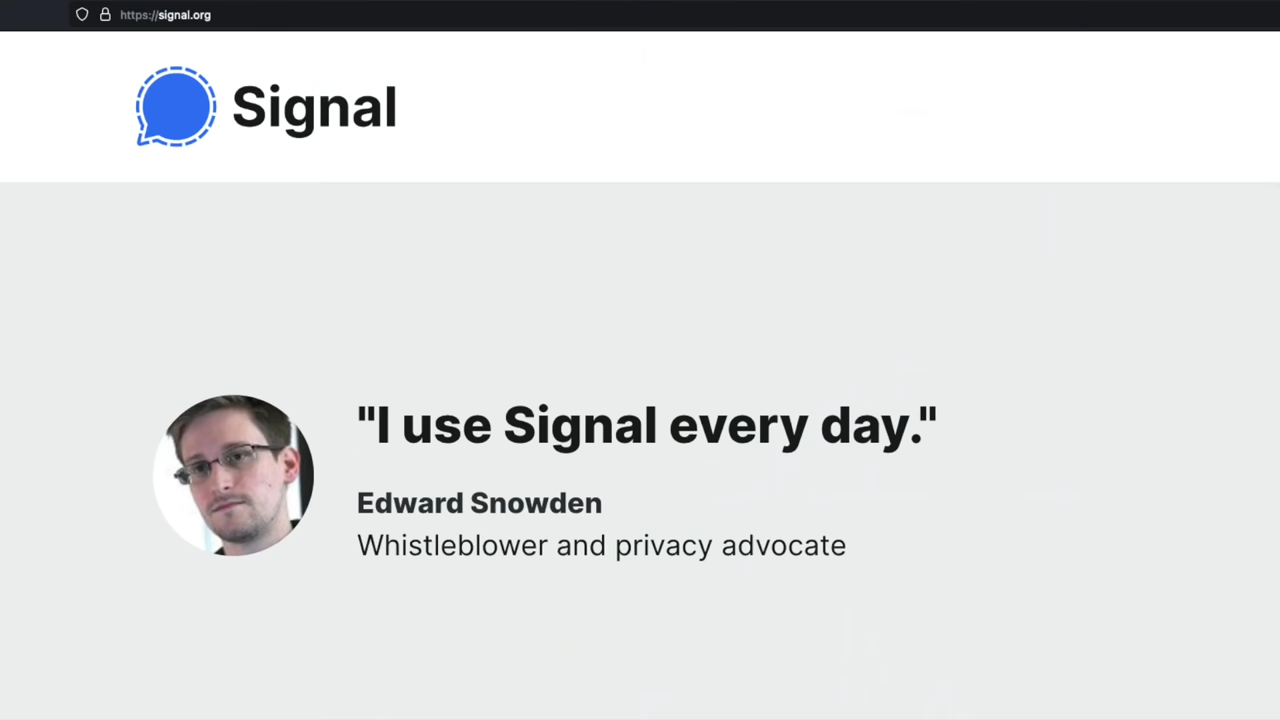 https://signal.org
Signal
"I use Signal every day."
Edward Snowden
Whistleblower and privacy advocate